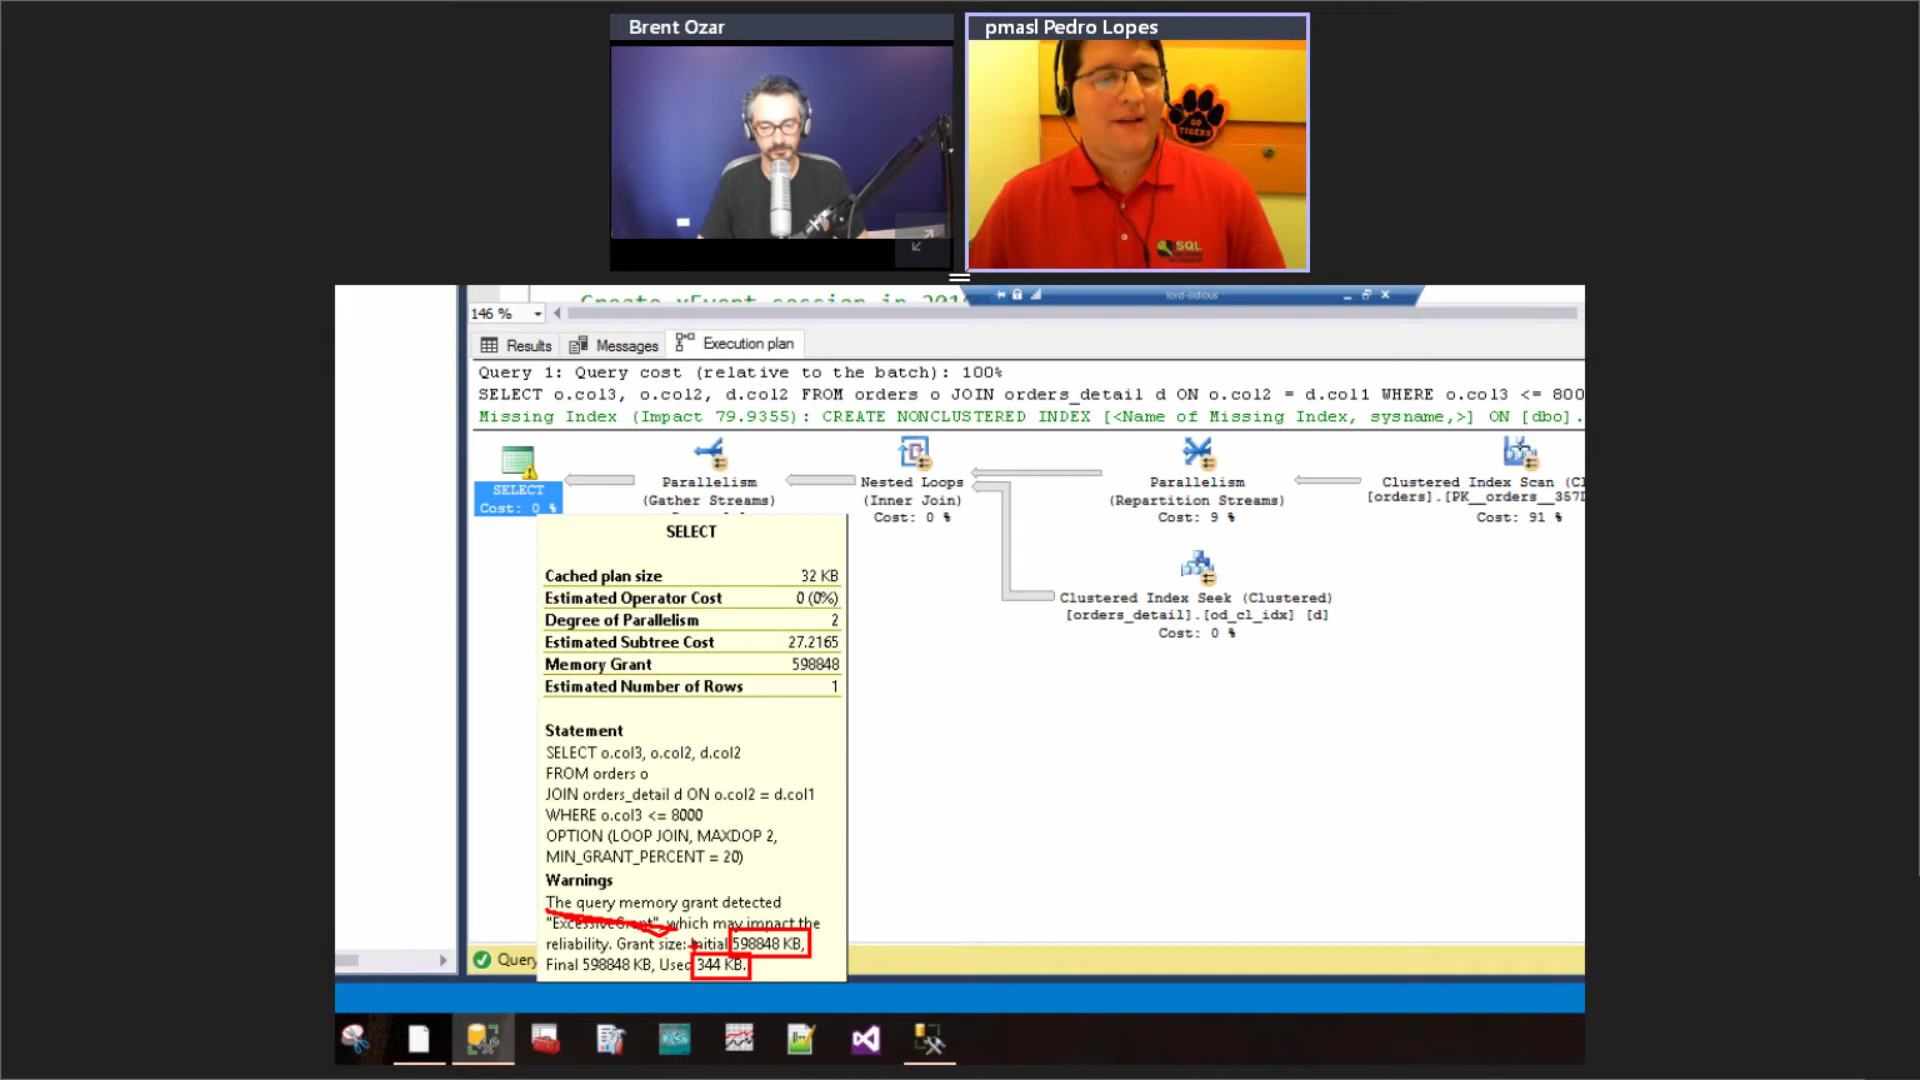 Brent Ozar
pmasl Pedro Lopes
GO
TIGERS
SQL
lord-sidious
146 %
Results
Messages
Execution plan
Query 1: Query cost (relative to the batch): 100%
SELECT o.col3, o.col2, d.col2 FROM orders o JOIN orders_detail d ON o.col2 = d.col1 WHERE o.col3 <= 800
Missing Index (Impact 79.9355): CREATE NONCLUSTERED INDEX [<Name of Missing Index, sysname,>] ON [dbo].
SELECT
Cost: 0 %
Parallelism
(Gather Streams)
Nested Loops
(Inner Join)
Cost: 0 %
Parallelism
(Repartition Streams)
Cost: 9 %
Clustered Index Scan (Cl
[orders].[PK__orders__357D
Cost: 91 %
Clustered Index Seek (Clustered)
[orders_detail].[od_cl_idx] [d]
Cost: 0 %
SELECT
Cached plan size 32 KB
Estimated Operator Cost 0 (0%)
Degree of Parallelism 2
Estimated Subtree Cost 27.2165
Memory Grant 598848
Estimated Number of Rows 1
Statement
SELECT o.col3, o.col2, d.col2
FROM orders o
JOIN orders_detail d ON o.col2 = d.col1
WHERE o.col3 <= 8000
OPTION (LOOP JOIN, MAXDOP 2,
MIN_GRANT_PERCENT = 20)
Warnings
The query memory grant detected
"ExcessiveGrant", which may impact the
reliability. Grant size: Initial 598848 KB,
Final 598848 KB, Used 344 KB.
Query